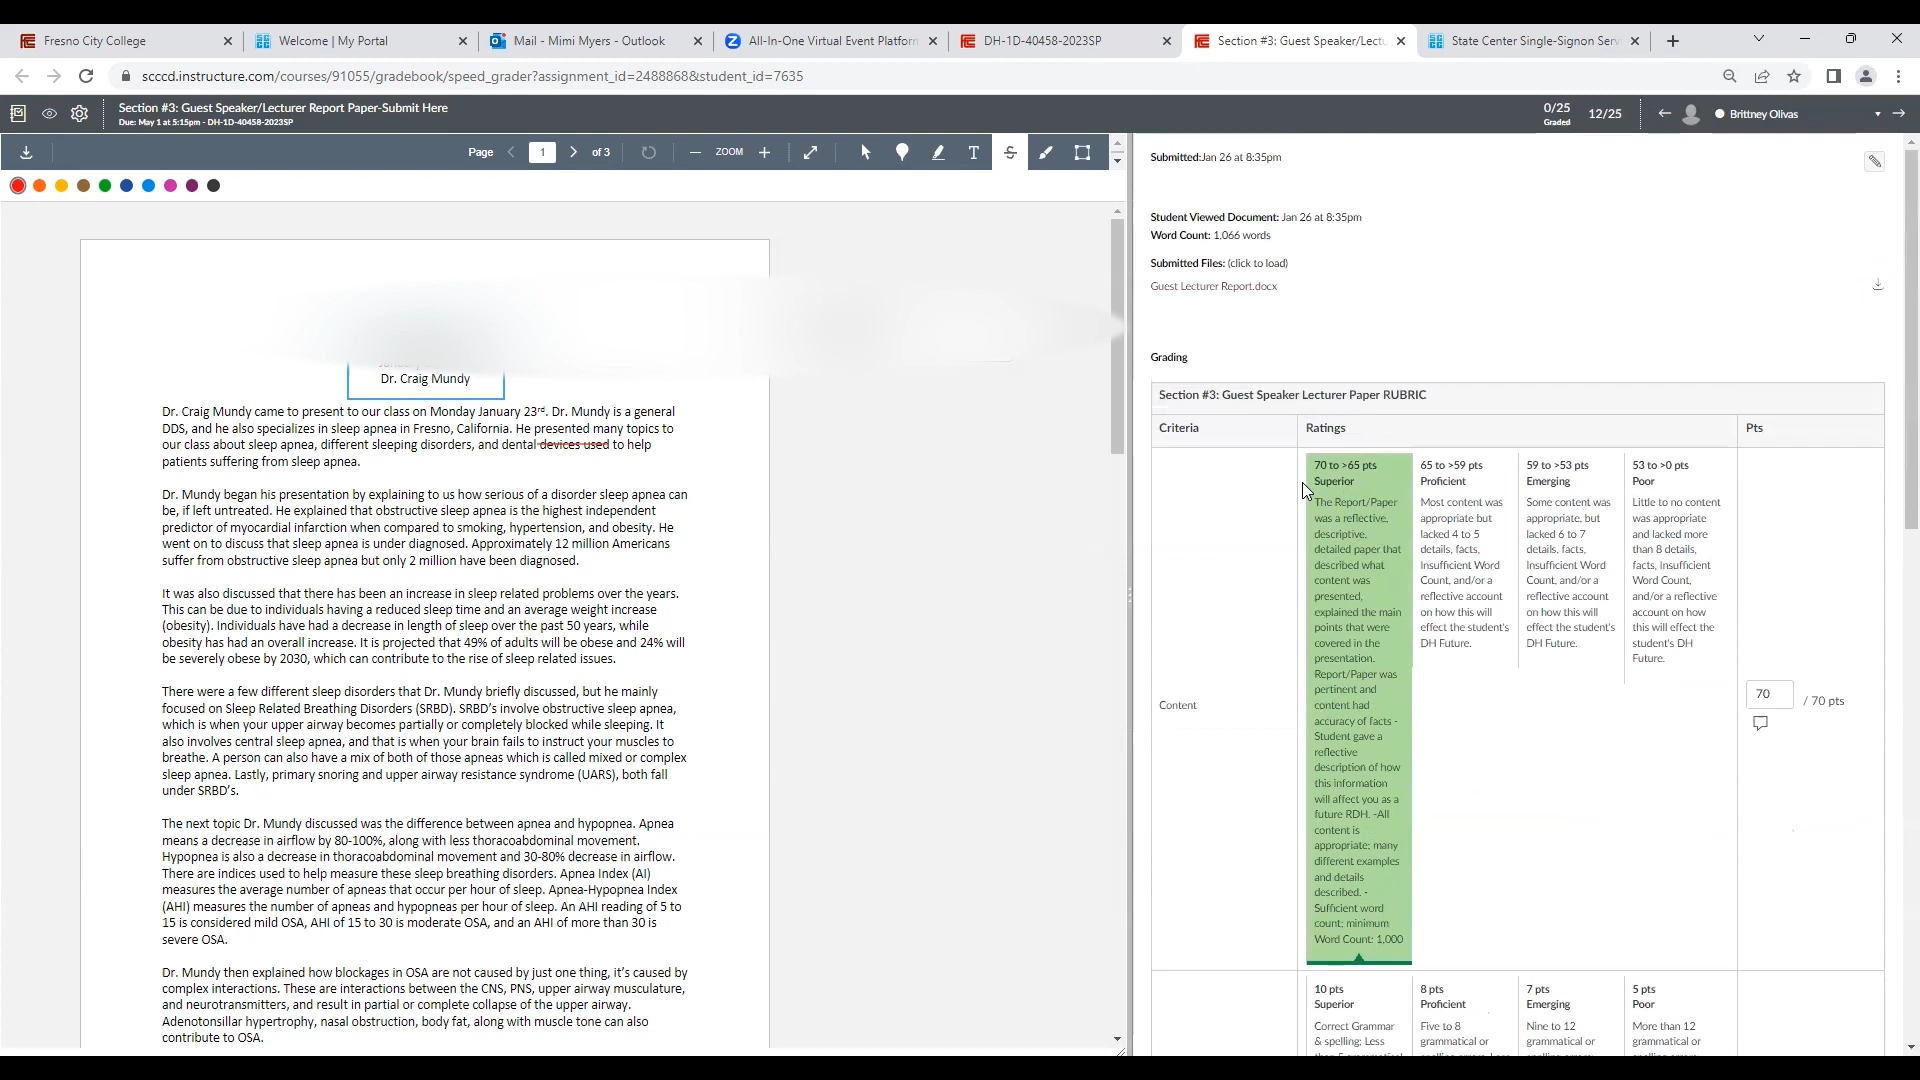 Fresno City College
Welcome | My Portal
Mail - Mimi Myers - Outlook
All-In-One Virtual Event Platforn
DH-1D-40458-2023SP
Section #3: Guest Speaker/Lectu
State Center Single-Signon Serv
scccd.instructure.com/courses/91055/gradebook/speed_grader?assignment_id=2488868&student_id=7635
Section #3: Guest Speaker/Lecturer Report Paper-Submit Here
Due: May 1 at 5:15pm - DH-1D-40458-2023SP
0/25
Graded
12/25
Brittney Olivas
Page
1
of 3
ZOOM
T
Dr. Craig Mundy
Dr. Craig Mundy came to present to our class on Monday January 23rd. Dr. Mundy is a general
DDS, and he also specializes in sleep apnea in Fresno, California. He presented many topics to
our class about sleep apnea, different sleeping disorders, and dental devices used to help
patients suffering from sleep apnea.
Dr. Mundy began his presentation by explaining to us how serious of a disorder sleep apnea can
be, if left untreated. He explained that obstructive sleep apnea is the highest independent
predictor of myocardial infarction when compared to smoking, hypertension, and obesity. He
went on to discuss that sleep apnea is under diagnosed. Approximately 12 million Americans
suffer from obstructive sleep apnea but only 2 million have been diagnosed.
It was also discussed that there has been an increase in sleep related problems over the years.
This can be due to individuals having a reduced sleep time and an average weight increase
(obesity). Individuals have had a decrease in length of sleep over the past 50 years, while
obesity has had an overall increase. It is projected that 49% of adults will be obese and 24% will
be severely obese by 2030, which can contribute to the rise of sleep related issues.
There were a few different sleep disorders that Dr. Mundy briefly discussed, but he mainly
focused on Sleep Related Breathing Disorders (SRBD). SRBD's involve obstructive sleep apnea,
which is when your upper airway becomes partially or completely blocked while sleeping. It
also involves central sleep apnea, and that is when your brain fails to instruct your muscles to
breathe. A person can also have a mix of both of those apneas which is called mixed or complex
sleep apnea. Lastly, primary snoring and upper airway resistance syndrome (UARS), both fall
under SRBD's.
The next topic Dr. Mundy discussed was the difference between apnea and hypopnea. Apnea
means a decrease in airflow by 80-100%, along with less thoracoabdominal movement.
Hypopnea is also a decrease in thoracoabdominal movement and 30-80% decrease in airflow.
There are indices used to help measure these sleep breathing disorders. Apnea Index (AI)
measures the average number of apneas that occur per hour of sleep. Apnea-Hypopnea Index
(AHI) measures the number of apneas and hypopneas per hour of sleep. An AHI reading of 5 to
15 is considered mild OSA, AHI of 15 to 30 is moderate OSA, and an AHI of more than 30 is
severe OSA.
Dr. Mundy then explained how blockages in OSA are not caused by just one thing, it's caused by
complex interactions. These are interactions between the CNS, PNS, upper airway musculature,
and neurotransmitters, and result in partial or complete collapse of the upper airway.
Adenotonsillar hypertrophy, nasal obstruction, body fat, along with muscle tone can also
contribute to OSA.
Submitted:Jan 26 at 8:35pm
Student Viewed Document: Jan 26 at 8:35pm
Word Count: 1,066 words
Submitted Files: (click to load)
Guest Lecturer Report.docx
Grading
Section #3: Guest Speaker Lecturer Paper RUBRIC
Criteria
Ratings
Pts
Content
70 to >65 pts
Superior
The Report/Paper
was a reflective,
descriptive,
detailed paper that
described what
content was
presented,
explained the main
points that were
covered in the
presentation.
Report/Paper was
pertinent and
content had
accuracy of facts -
Student gave a
reflective
description of how
this information
will affect you as a
future RDH. -All
content is
appropriate; many
different examples
and details
described. -
Sufficient word
count; minimum
Word Count: 1,000
65 to >59 pts
Proficient
Most content was
appropriate but
lacked 4 to 5
details, facts,
Insufficient Word
Count, and/or a
reflective account
on how this will
effect the student's
DH Future.
59 to >53 pts
Emerging
Some content was
appropriate, but
lacked 6 to 7
details, facts,
Insufficient Word
Count, and/or a
reflective account
on how this will
effect the student's
DH Future.
53 to >0 pts
Poor
Little to no content
was appropriate
and lacked more
than 8 details,
facts, Insufficient
Word Count,
and/or a reflective
account on how
this will effect the
student's DH
Future.
70
/ 70 pts
10 pts
Superior
Correct Grammar
& spelling; Less
8 pts
Proficient
Five to 8
grammatical or
7 pts
Emerging
Nine to 12
grammatical or
5 pts
Poor
More than 12
grammatical or